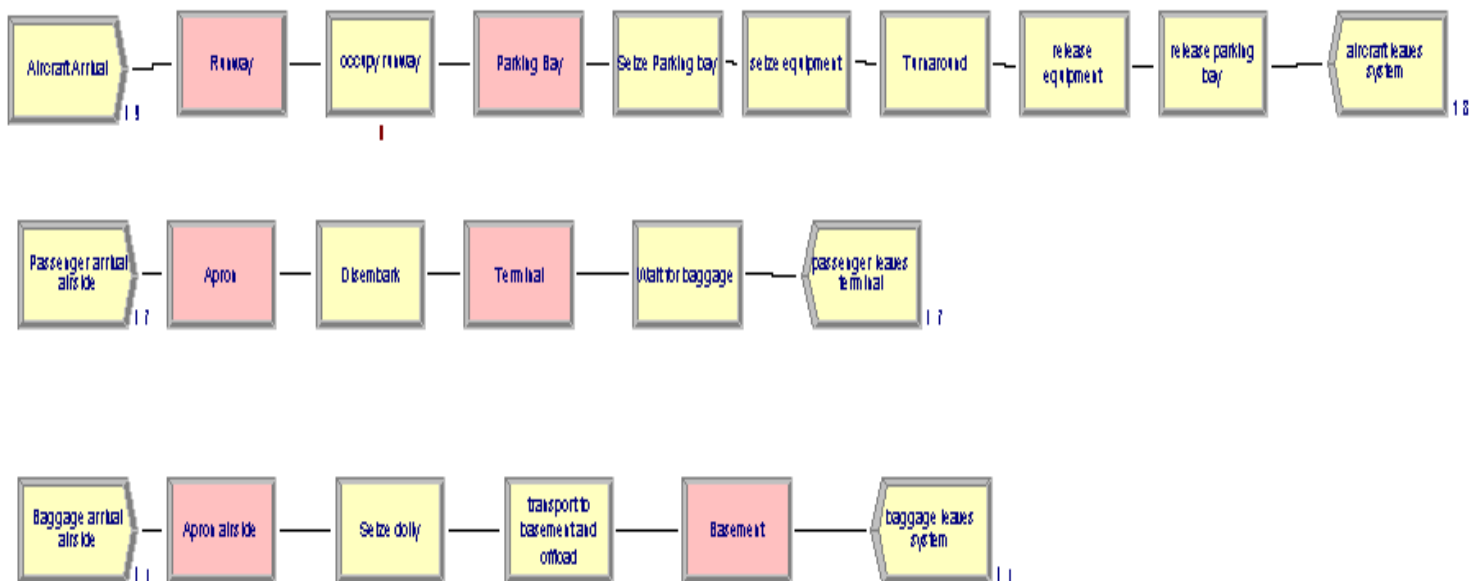 Aircraft Arrival
Runway
occupy runway
Parking Bay
Seize Parking bay
seize equipment
Turnaround
release
equipment
release parking
bay
aircraft leaves
system
Passenger arrival
airside
Apron
Disembark
Terminal
Wait for baggage
passenger leaves
terminal
Baggage arrival
airside
Apron airside
Seize dolly
transport to
basement and
offload
Basement
baggage leaves
system